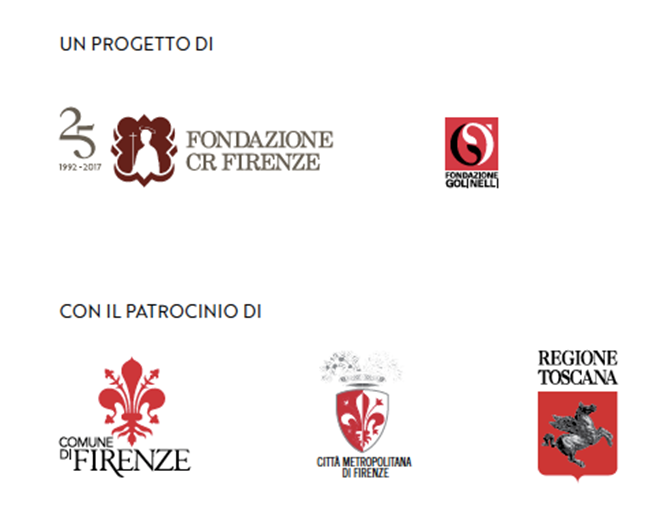 UN PROGETTO DI
25
1992 - 2017
FONDAZIONE
CR FIRENZE
FONDAZIONE
GOLINELLI
CON IL PATROCINIO DI
COMUNE
DI FIRENZE
CITTÀ METROPOLITANA
DI FIRENZE
REGIONE
TOSCANA